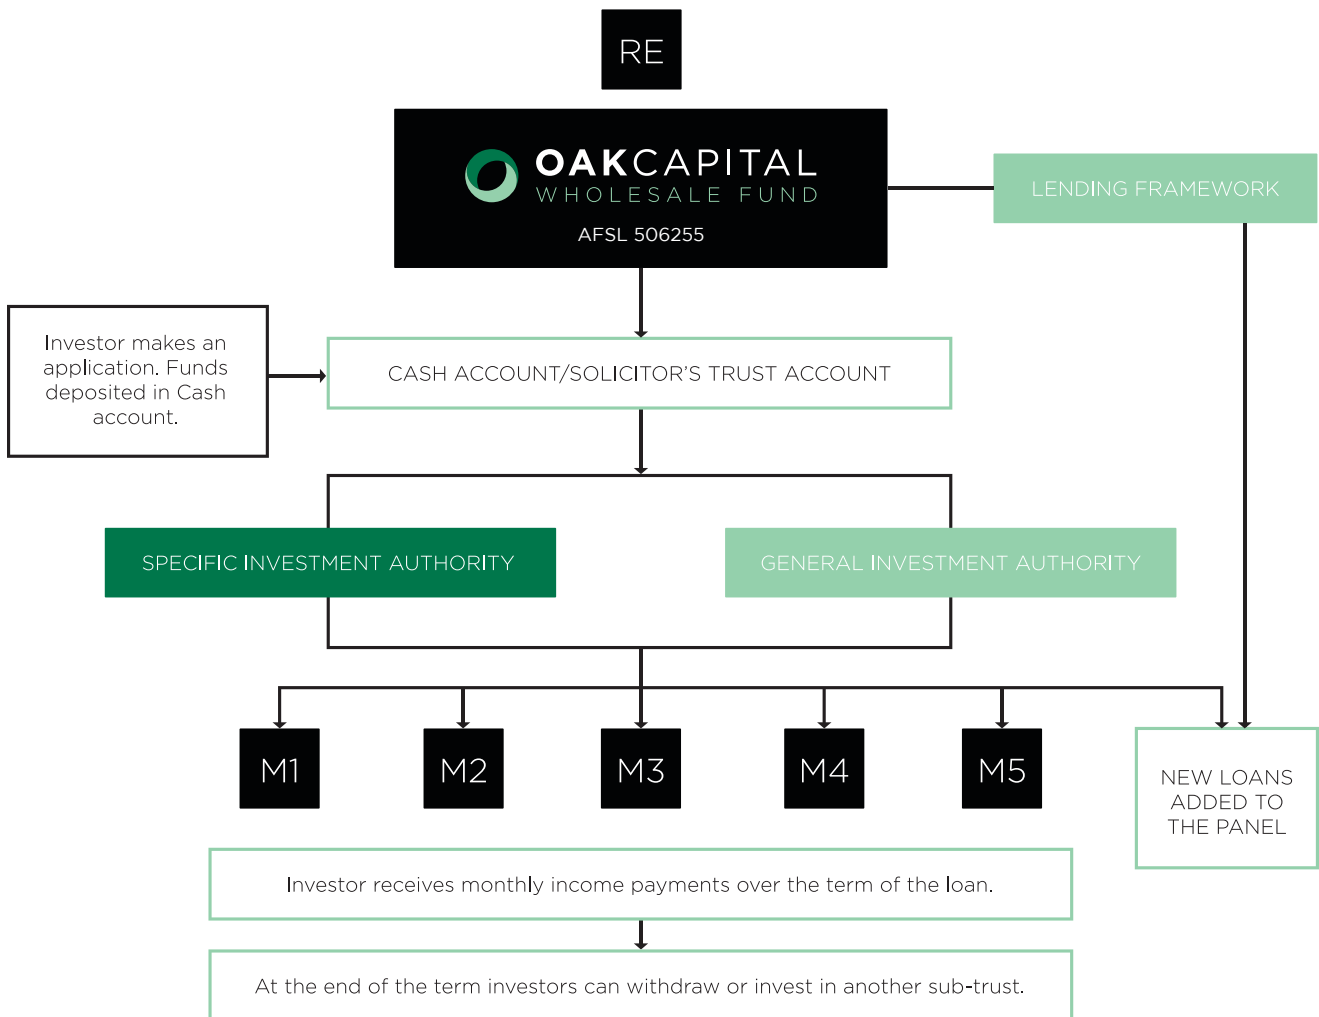 RE
OAKCAPITAL
WHOLESALE FUND
AFSL 506255
LENDING FRAMEWORK
Investor makes an
application. Funds
deposited in Cash
account.
CASH ACCOUNT/SOLICITOR'S TRUST ACCOUNT
SPECIFIC INVESTMENT AUTHORITY
GENERAL INVESTMENT AUTHORITY
M1
M2
M3
M4
M5
NEW LOANS
ADDED TO
THE PANEL
Investor receives monthly income payments over the term of the loan.
At the end of the term investors can withdraw or invest in another sub-trust.